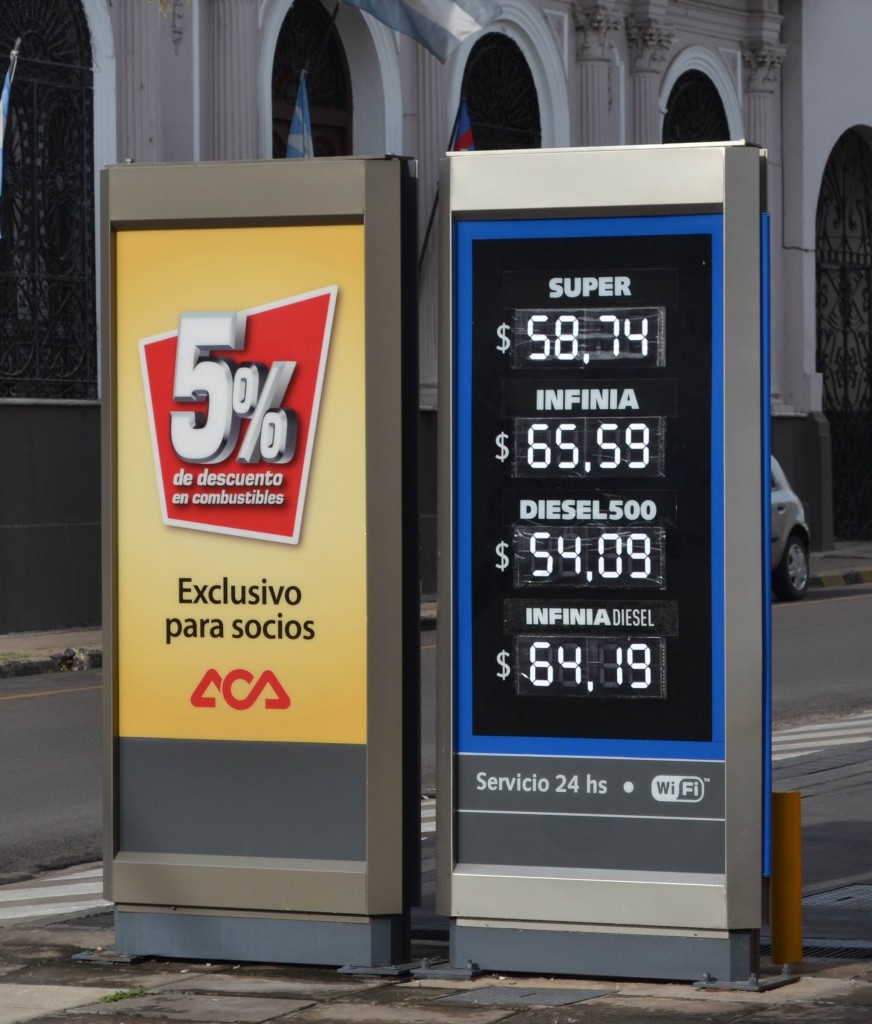 5%
de descuento
en combustibles
Exclusivo
para socios
ACA
SUPER
$ 58,74
INFINIA
$ 65,59
DIESEL500
$ 54,09
INFINIA DIESEL
$ 64,19
Servicio 24 hs • WiFi™